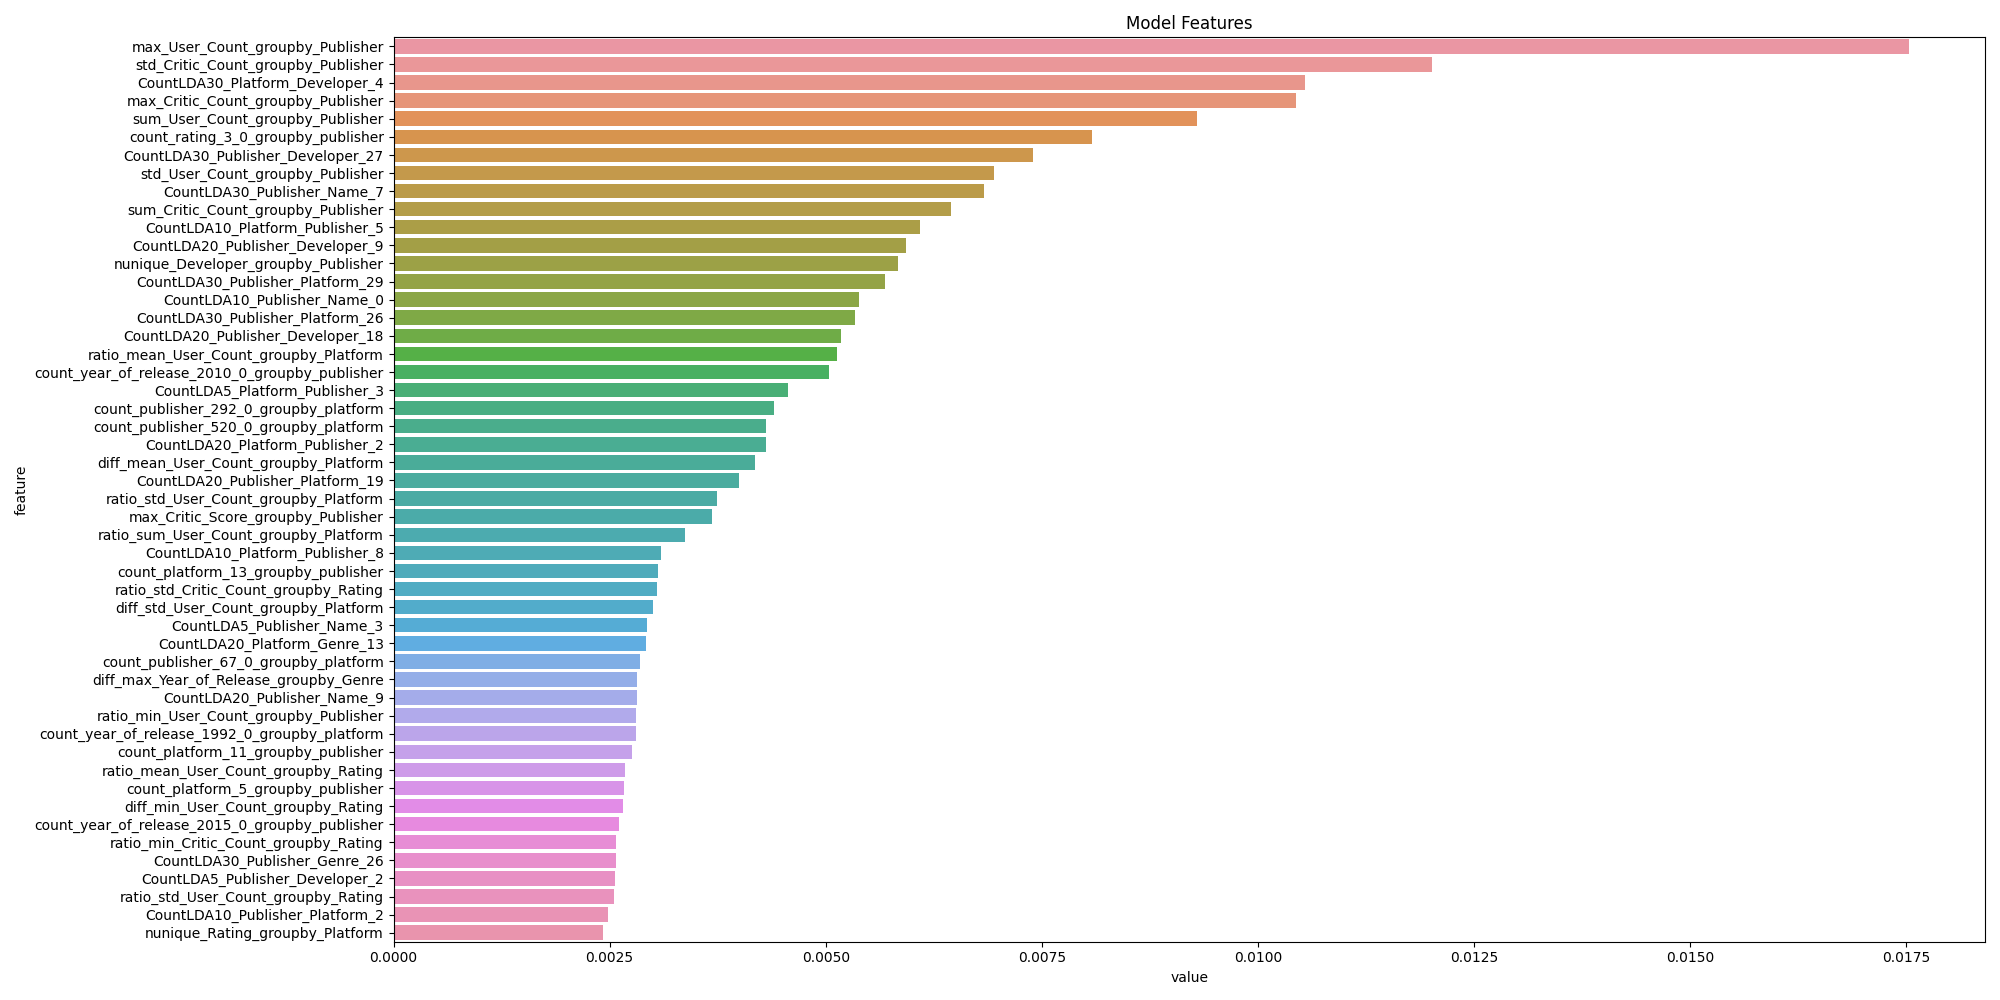 Model Features
max_User_Count_groupby_Publisher
std_Critic_Count_groupby_Publisher
CountLDA30_Platform_Developer_4
max_Critic_Count_groupby_Publisher
sum_User_Count_groupby_Publisher
count_rating_3_0_groupby_publisher
CountLDA30_Publisher_Developer_27
std_User_Count_groupby_Publisher
CountLDA30_Publisher_Name_7
sum_Critic_Count_groupby_Publisher
CountLDA10_Platform_Publisher_5
CountLDA20_Publisher_Developer_9
nunique_Developer_groupby_Publisher
CountLDA30_Publisher_Platform_29
CountLDA10_Publisher_Name_0
CountLDA30_Publisher_Platform_26
CountLDA20_Publisher_Developer_18
ratio_mean_User_Count_groupby_Platform
count_year_of_release_2010_0_groupby_publisher
CountLDA5_Platform_Publisher_3
count_publisher_292_0_groupby_platform
count_publisher_520_0_groupby_platform
CountLDA20_Platform_Publisher_2
diff_mean_User_Count_groupby_Platform
CountLDA20_Publisher_Platform_19
ratio_std_User_Count_groupby_Platform
max_Critic_Score_groupby_Publisher
ratio_sum_User_Count_groupby_Platform
CountLDA10_Platform_Publisher_8
count_platform_13_groupby_publisher
ratio_std_Critic_Count_groupby_Rating
diff_std_User_Count_groupby_Platform
CountLDA5_Publisher_Name_3
CountLDA20_Platform_Genre_13
count_publisher_67_0_groupby_platform
diff_max_Year_of_Release_groupby_Genre
CountLDA20_Publisher_Name_9
ratio_min_User_Count_groupby_Publisher
count_year_of_release_1992_0_groupby_platform
count_platform_11_groupby_publisher
ratio_mean_User_Count_groupby_Rating
count_platform_5_groupby_publisher
diff_min_User_Count_groupby_Rating
count_year_of_release_2015_0_groupby_publisher
ratio_min_Critic_Count_groupby_Rating
CountLDA30_Publisher_Genre_26
CountLDA5_Publisher_Developer_2
ratio_std_User_Count_groupby_Rating
CountLDA10_Publisher_Platform_2
nunique_Rating_groupby_Platform
feature
0.0000 0.0025 0.0050 0.0075 0.0100 0.0125 0.0150 0.0175
value